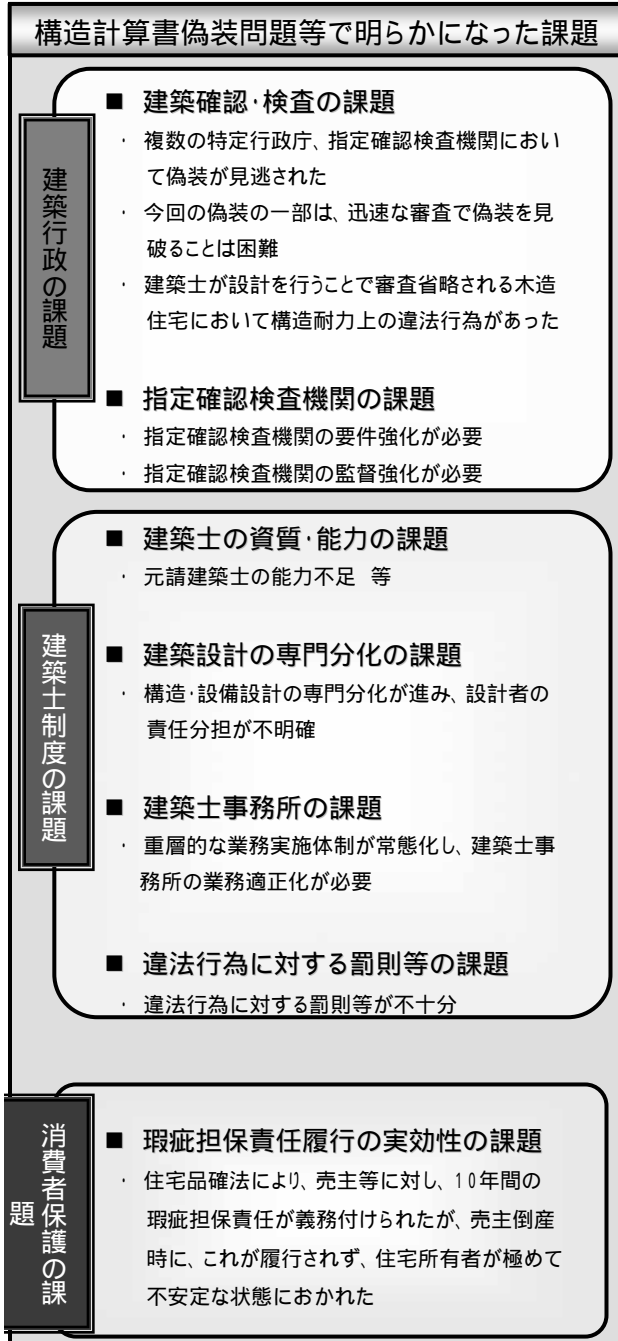 構造計算書偽装問題等で明らかになった課題
建築行政の課題
■ 建築確認・検査の課題
・ 複数の特定行政庁、指定確認検査機関におい
て偽装が見逃された
・ 今回の偽装の一部は、迅速な審査で偽装を見
破ることは困難
・ 建築士が設計を行うことで審査省略される木造
住宅において構造耐力上の違法行為があった
■ 指定確認検査機関の課題
・ 指定確認検査機関の要件強化が必要
・ 指定確認検査機関の監督強化が必要
建築士制度の課題
■ 建築士の資質・能力の課題
・ 元請建築士の能力不足 等
■ 建築設計の専門分化の課題
・ 構造・設備設計の専門分化が進み、設計者の
責任分担が不明確
■ 建築士事務所の課題
・ 重層的な業務実施体制が常態化し、建築士事
務所の業務適正化が必要
■ 違法行為に対する罰則等の課題
・ 違法行為に対する罰則等が不十分
消費者保護の課
題
■ 瑕疵担保責任履行の実効性の課題
・ 住宅品確法により、売主等に対し、10年間の
瑕疵担保責任が義務付けられたが、売主倒産
時に、これが履行されず、住宅所有者が極めて
不安定な状態におかれた